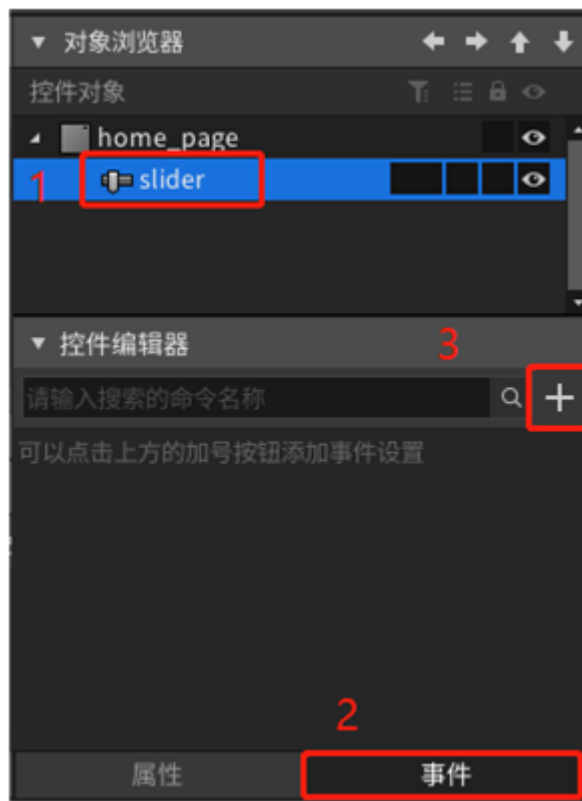 对象浏览器
控件对象
home_page
1 slider
控件编辑器
3
请输入搜索的命令名称
可以点击上方的加号按钮添加事件设置
2
属性 事件